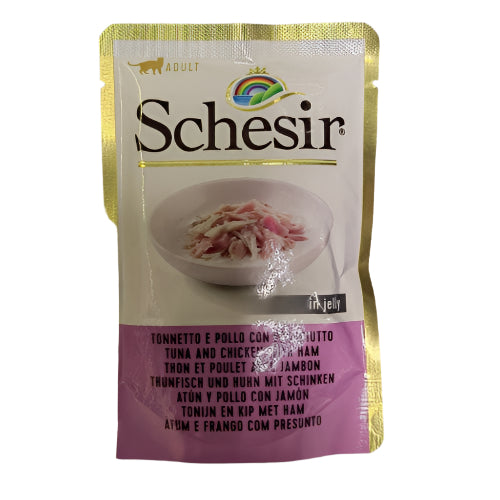 ADULT
Schesir®
in jelly
TONNETTO E POLLO CON
TUNA AND CHICKEN HAM
THON ET POULET JAMBON
THUNFISCH UND HUHN MIT SCHINKEN
ATÚN Y POLLO CON JAMÓN
TONIJN EN KIP MET HAM
ATUM E FRANGO COM PRESUNTO